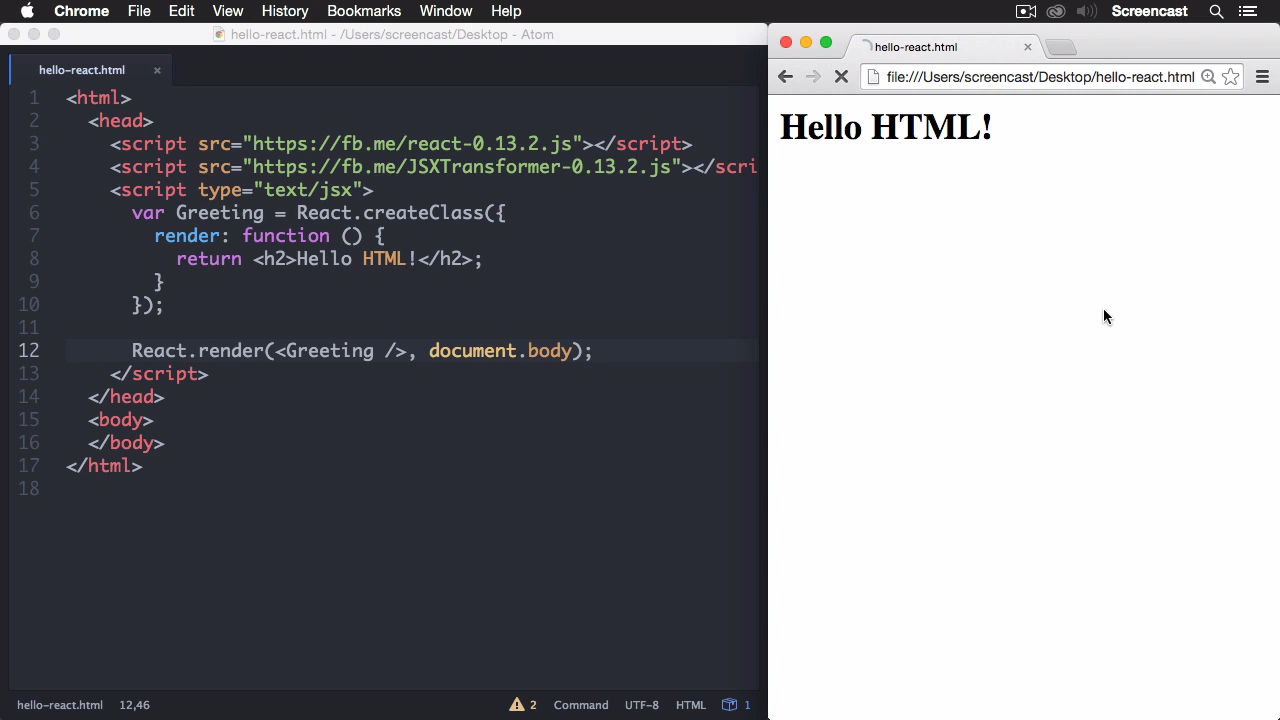 Chrome File Edit View History Bookmarks Window Help Screencast
hello-react.html - /Users/screencast/Desktop - Atom
hello-react.html
1 <html>
2   <head>
3     <script src="https://fb.me/react-0.13.2.js"></script>
4     <script src="https://fb.me/JSXTransformer-0.13.2.js"></scri
5     <script type="text/jsx">
6       var Greeting = React.createClass({
7         render: function () {
8           return <h2>Hello HTML!</h2>;
9         }
10       });
11
12       React.render(<Greeting />, document.body);
13     </script>
14   </head>
15   <body>
16   </body>
17 </html>
18
hello-react.html 12,46 2 Command UTF-8 HTML 1
hello-react.html
file:///Users/screencast/Desktop/hello-react.html
Hello HTML!